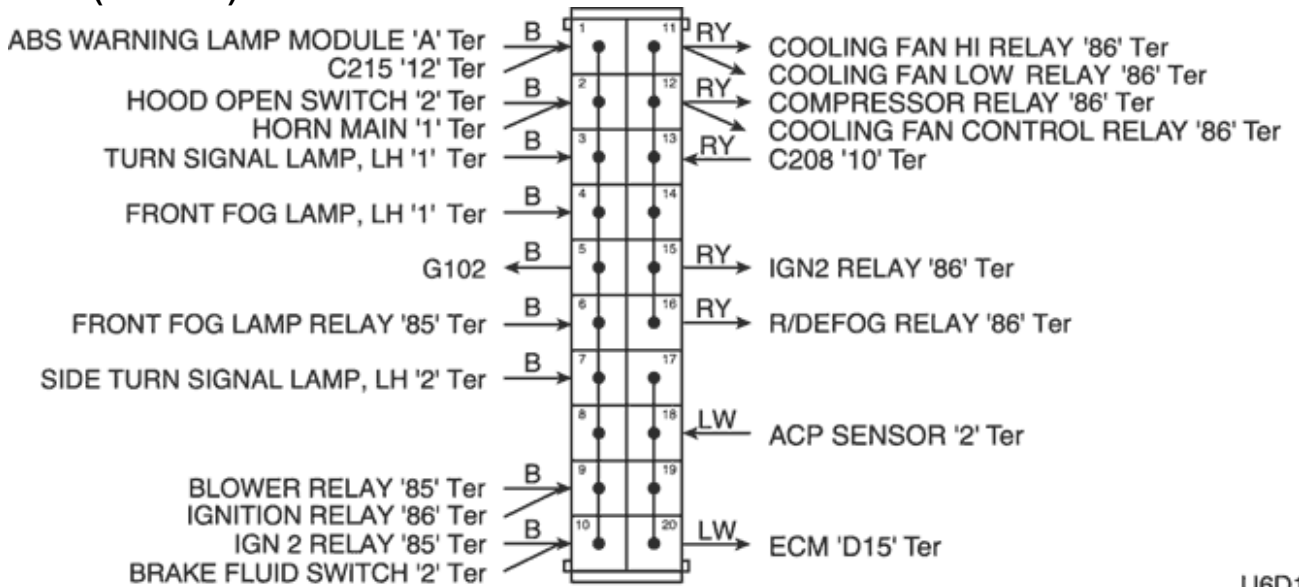 ABS WARNING LAMP MODULE 'A' Ter B
C215 '12' Ter
HOOD OPEN SWITCH '2' Ter B
HORN MAIN '1' Ter
TURN SIGNAL LAMP, LH '1' Ter B
FRONT FOG LAMP, LH '1' Ter B
G102 B
FRONT FOG LAMP RELAY '85' Ter B
SIDE TURN SIGNAL LAMP, LH '2' Ter B
BLOWER RELAY '85' Ter B
IGNITION RELAY '86' Ter
IGN 2 RELAY '85' Ter B
BRAKE FLUID SWITCH '2' Ter
1 11
2 12
3 13
4 14
5 15
6 16
7 17
8 18
9 19
10 20
RY COOLING FAN HI RELAY '86' Ter
COOLING FAN LOW RELAY '86' Ter
RY COMPRESSOR RELAY '86' Ter
COOLING FAN CONTROL RELAY '86' Ter
RY C208 '10' Ter
RY IGN2 RELAY '86' Ter
RY R/DEFOG RELAY '86' Ter
LW ACP SENSOR '2' Ter
LW ECM 'D15' Ter